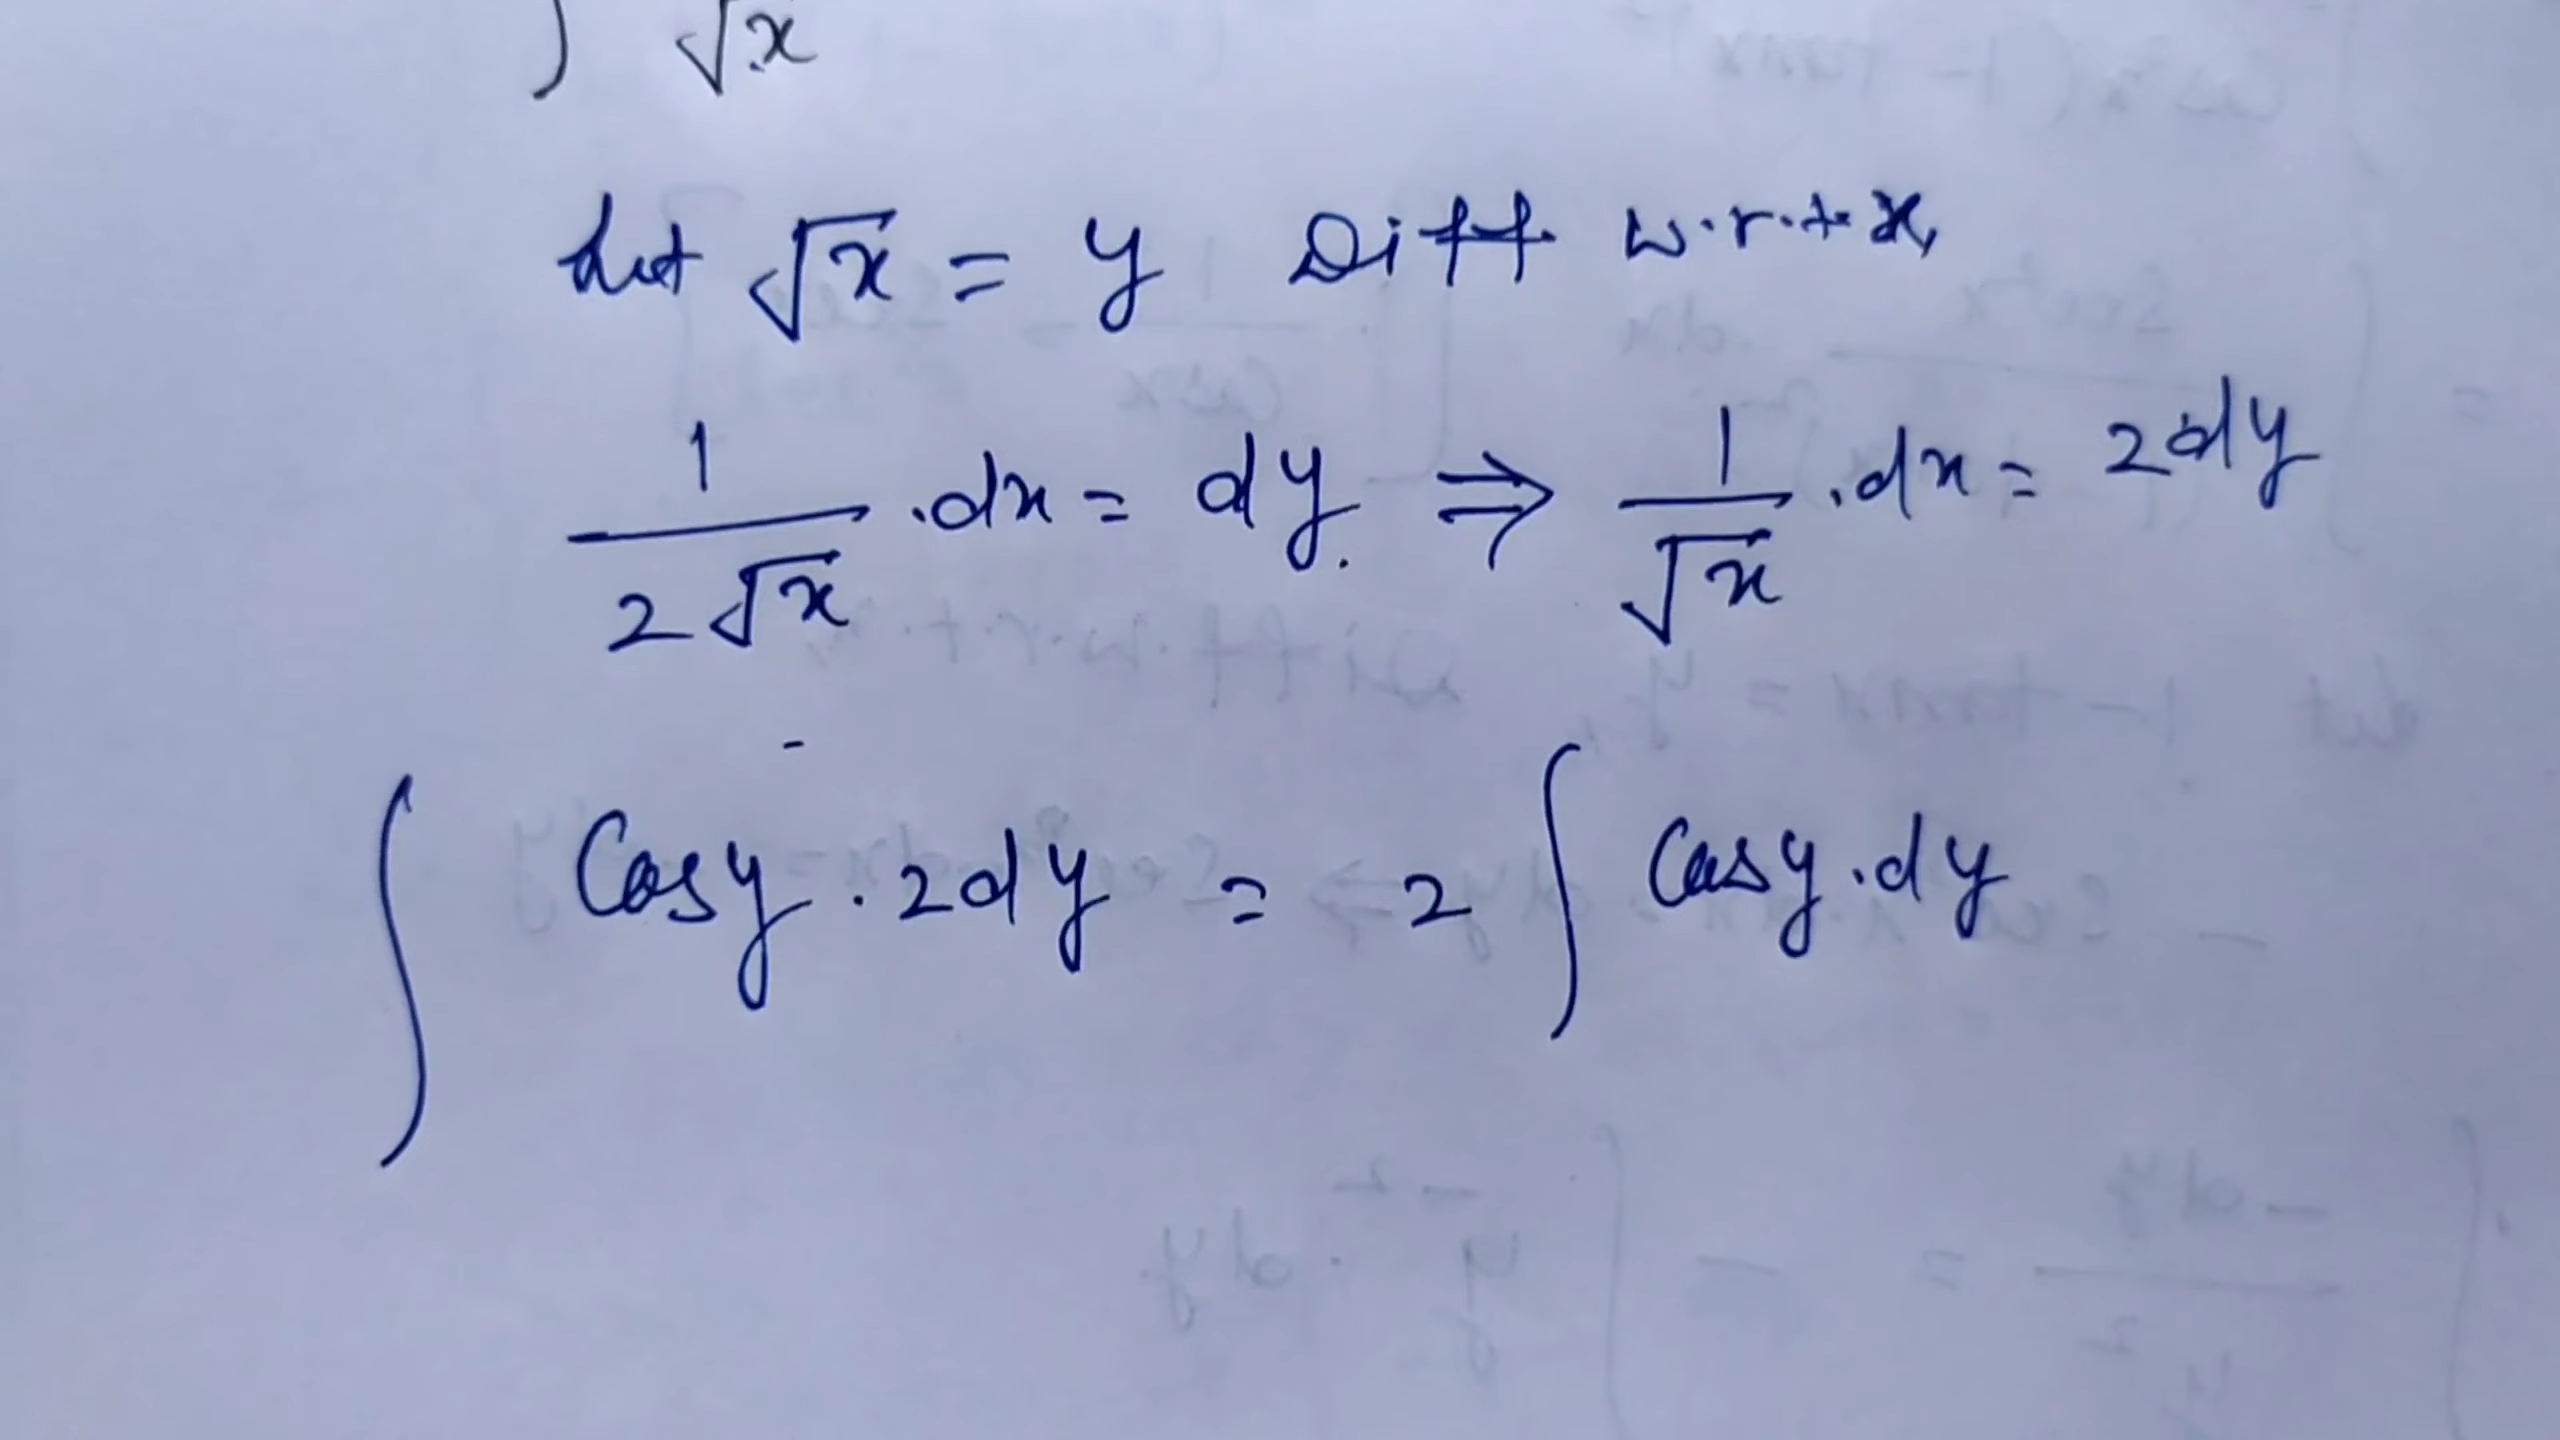 ∫ √x
Let √x = y Diff w.r.t x,
1/(2√x) .dx = dy. ⇒ 1/√x .dx = 2dy
∫ Cosy . 2dy = 2 ∫ Cosy.dy